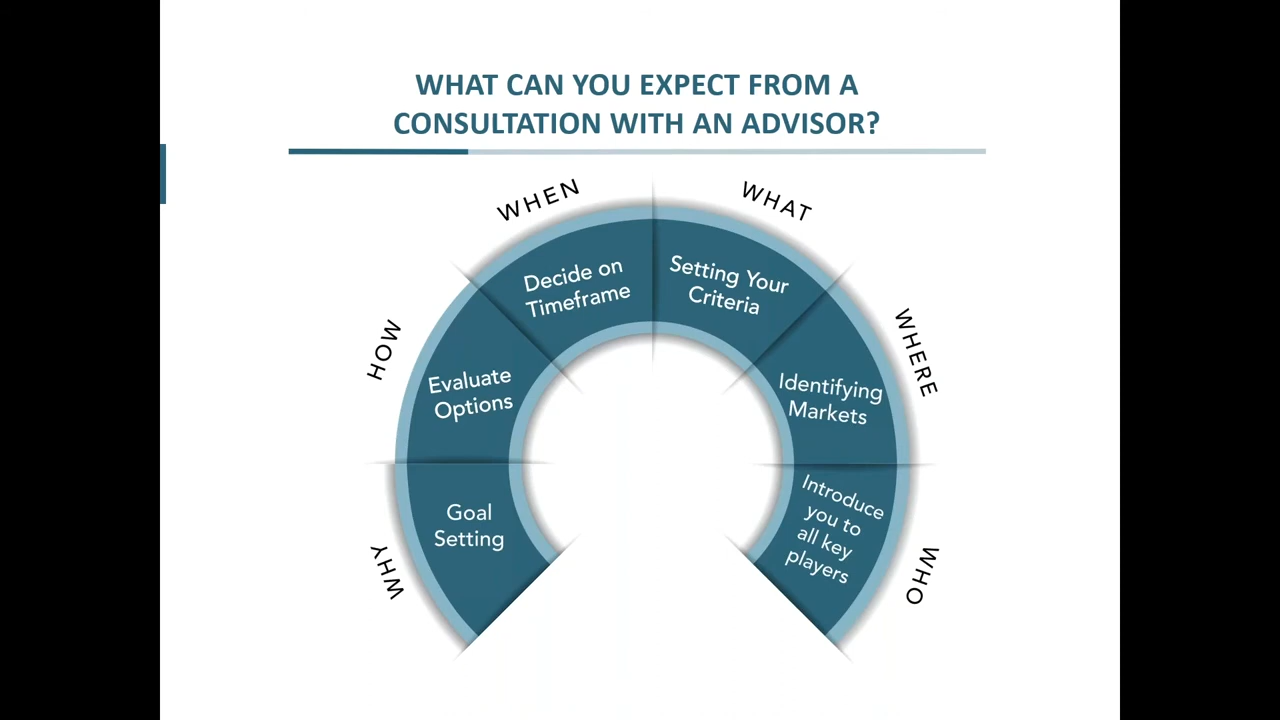 WHAT CAN YOU EXPECT FROM A
CONSULTATION WITH AN ADVISOR?
WHY
Goal
Setting
HOW
Evaluate
Options
WHEN
Decide on
Timeframe
WHAT
Setting Your
Criteria
WHERE
Identifying
Markets
WHO
Introduce
you to
all key
players